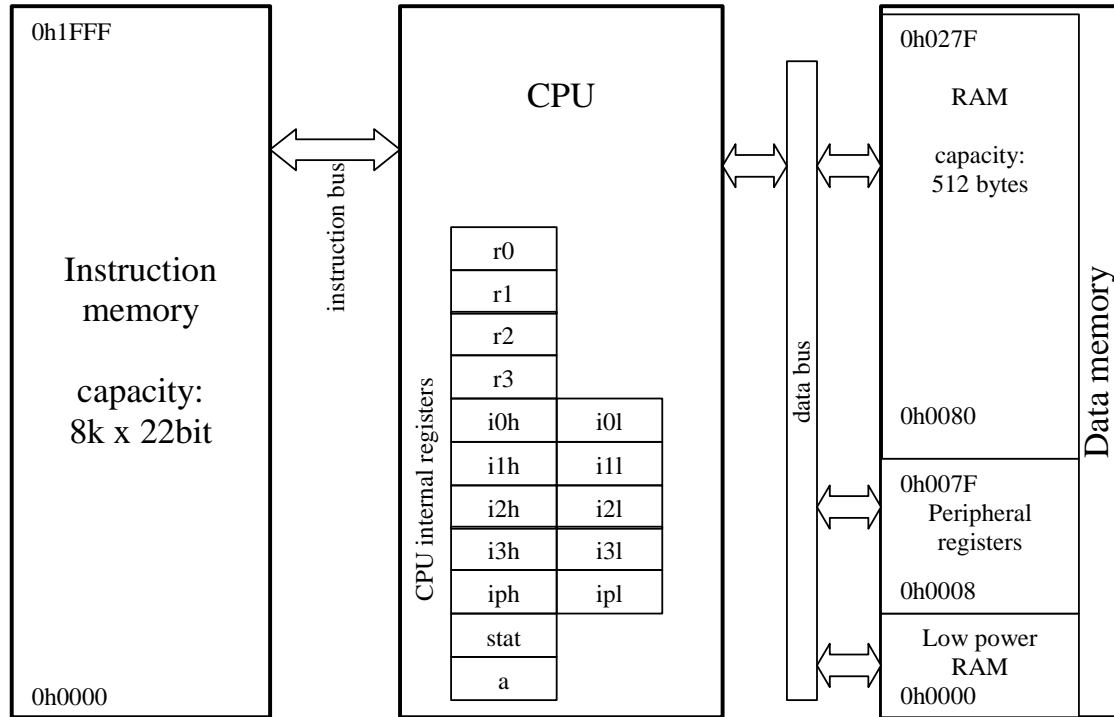 0h1FFF
Instruction
memory
capacity:
8k x 22bit
0h0000
instruction bus
CPU
CPU internal registers
r0
r1
r2
r3
i0h i0l
i1h i1l
i2h i2l
i3h i3l
iph ipl
stat
a
data bus
0h027F
RAM
capacity:
512 bytes
0h0080
0h007F
Peripheral
registers
0h0008
Low power
RAM
0h0000
Data memory